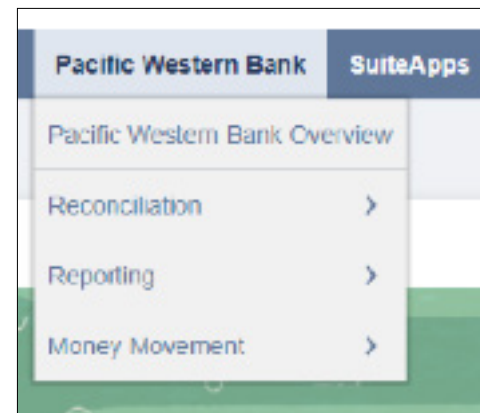 Pacific Western Bank SuiteApps
Pacific Western Bank Overview
Reconciliation
Reporting
Money Movement